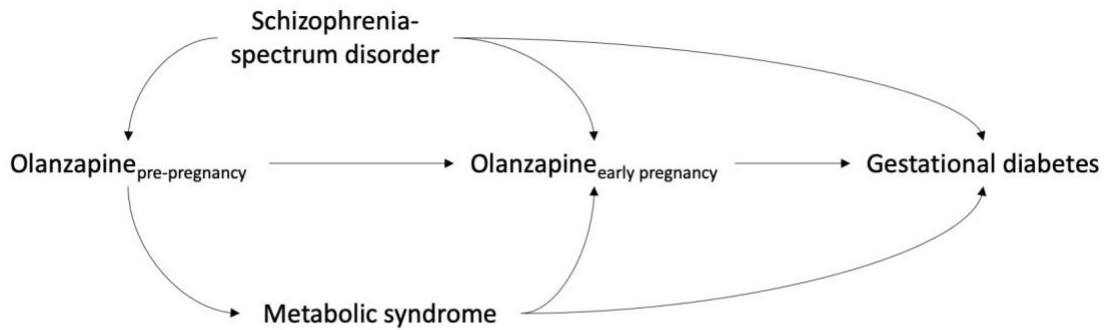 Schizophrenia-
spectrum disorder
Olanzapinepre-pregnancy
Olanzapineearly pregnancy
Gestational diabetes
Metabolic syndrome